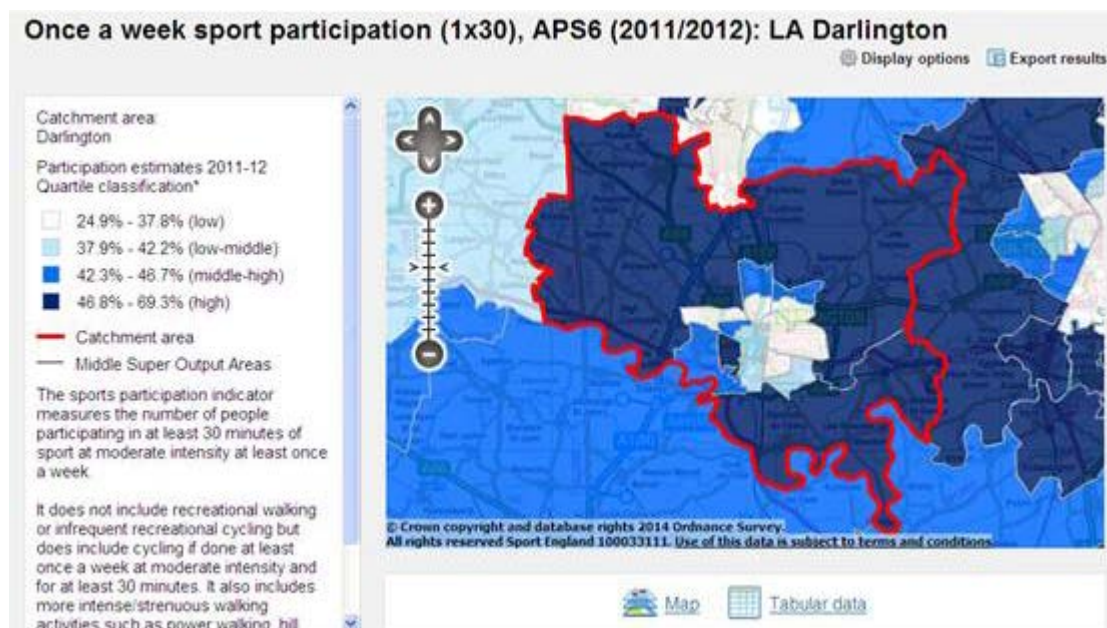 Once a week sport participation (1x30), APS6 (2011/2012): LA Darlington
Display options Export results
Catchment area:
Darlington
Participation estimates 2011-12
Quartile classification*
24.9% - 37.8% (low)
37.9% - 42.2% (low-middle)
42.3% - 46.7% (middle-high)
46.8% - 69.3% (high)
Catchment area
Middle Super Output Areas
The sports participation indicator
measures the number of people
participating in at least 30 minutes of
sport at moderate intensity at least once
a week.
It does not include recreational walking
or infrequent recreational cycling but
does include cycling if done at least
once a week at moderate intensity and
for at least 30 minutes. It also includes
more intense/strenuous walking
activities such as power walking, hill
© Crown copyright and database rights 2014 Ordnance Survey.
All rights reserved Sport England 100033111. Use of this data is subject to terms and conditions.
Map Tabular data